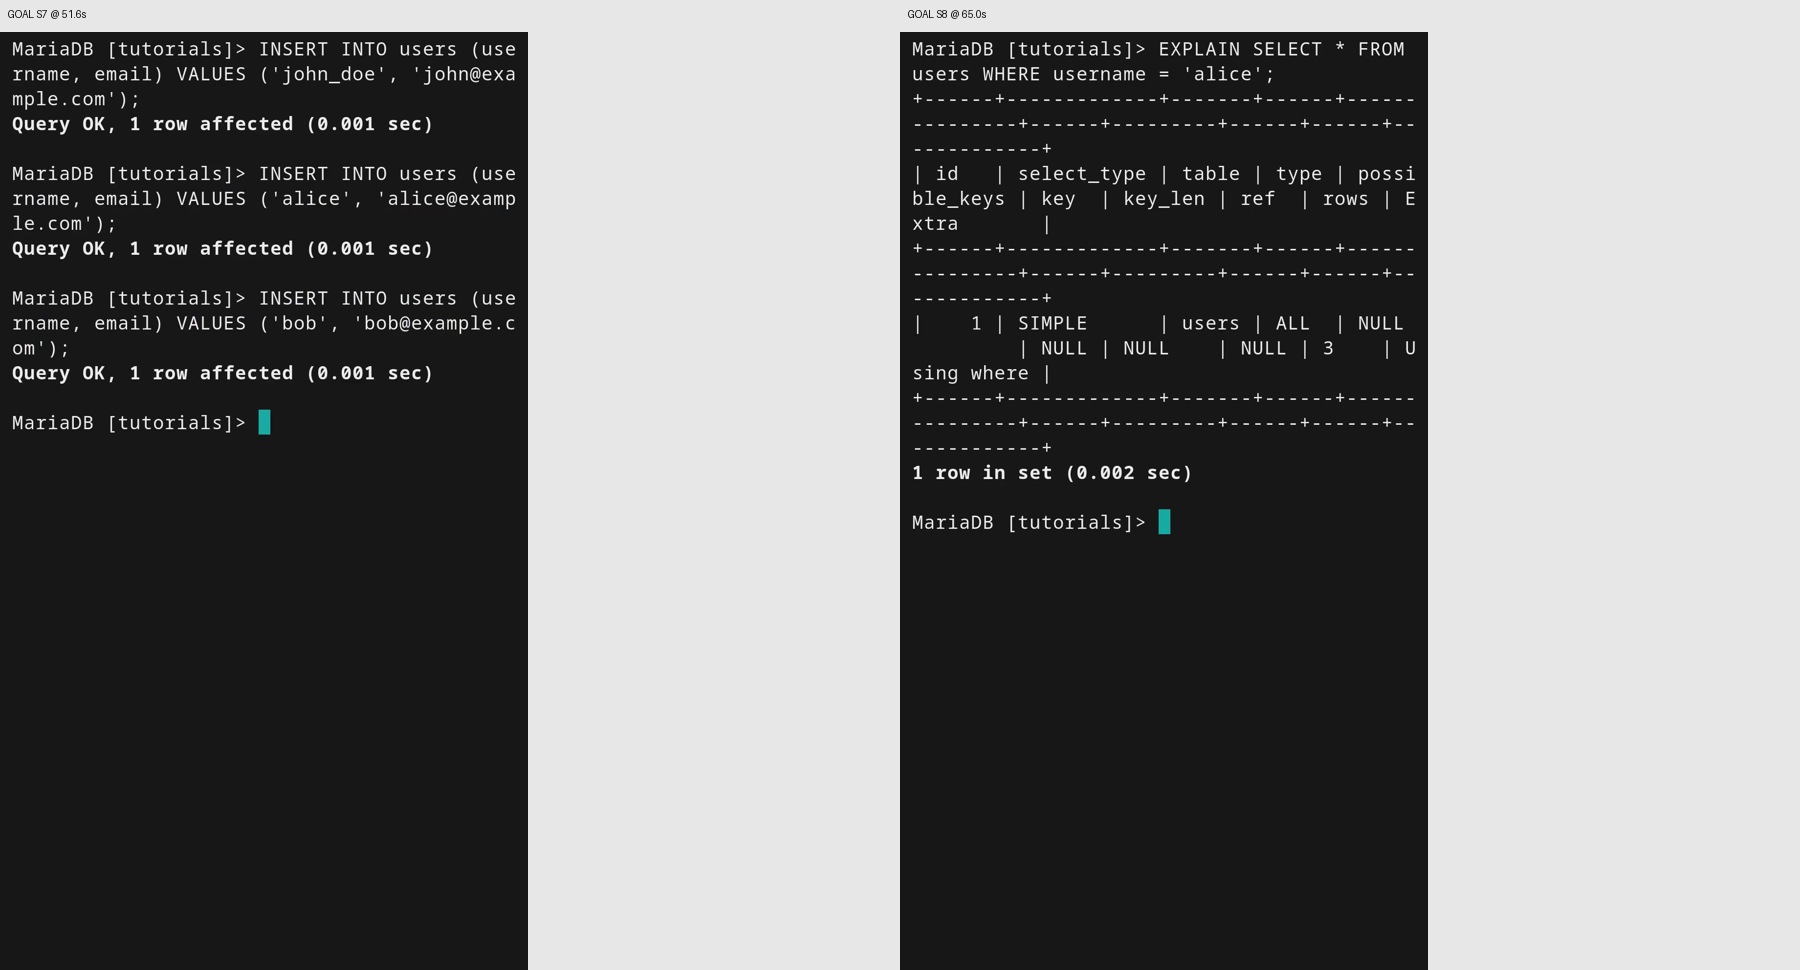 GOAL S7 @ 51.6s
MariaDB [tutorials]> INSERT INTO users (use
rname, email) VALUES ('john_doe', 'john@exa
mple.com');
Query OK, 1 row affected (0.001 sec)
MariaDB [tutorials]> INSERT INTO users (use
rname, email) VALUES ('alice', 'alice@examp
le.com');
Query OK, 1 row affected (0.001 sec)
MariaDB [tutorials]> INSERT INTO users (use
rname, email) VALUES ('bob', 'bob@example.c
om');
Query OK, 1 row affected (0.001 sec)
MariaDB [tutorials]>
GOAL S8 @ 65.0s
MariaDB [tutorials]> EXPLAIN SELECT * FROM
users WHERE username = 'alice';
+------+-------------+-------+------+------
---------+------+---------+------+------+--
-----------+
| id   | select_type | table | type | possi
ble_keys | key  | key_len | ref  | rows | E
xtra       |
+------+-------------+-------+------+------
---------+------+---------+------+------+--
-----------+
|    1 | SIMPLE      | users | ALL  | NULL
         | NULL | NULL    | NULL | 3    | U
sing where |
+------+-------------+-------+------+------
---------+------+---------+------+------+--
-----------+
1 row in set (0.002 sec)
MariaDB [tutorials]>